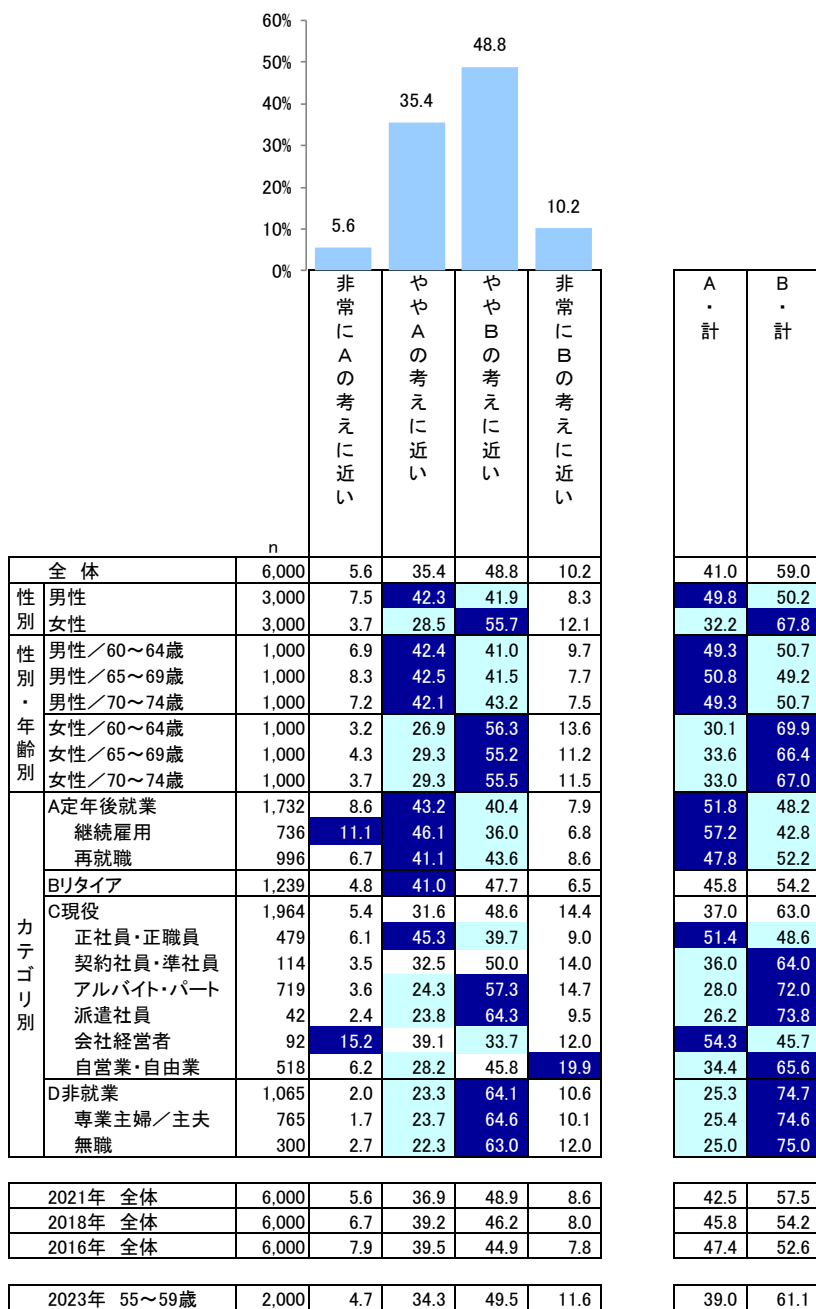 60%
50%
40%
30%
20%
10%
0%
5.6
35.4
48.8
10.2
非常にAの考えに近い
ややAの考えに近い
ややBの考えに近い
非常にBの考えに近い
A・計
B・計
n
全 体 6,000 5.6 35.4 48.8 10.2 41.0 59.0
性別
男性 3,000 7.5 42.3 41.9 8.3 49.8 50.2
女性 3,000 3.7 28.5 55.7 12.1 32.2 67.8
性別・年齢別
男性/60~64歳 1,000 6.9 42.4 41.0 9.7 49.3 50.7
男性/65~69歳 1,000 8.3 42.5 41.5 7.7 50.8 49.2
男性/70~74歳 1,000 7.2 42.1 43.2 7.5 49.3 50.7
女性/60~64歳 1,000 3.2 26.9 56.3 13.6 30.1 69.9
女性/65~69歳 1,000 4.3 29.3 55.2 11.2 33.6 66.4
女性/70~74歳 1,000 3.7 29.3 55.5 11.5 33.0 67.0
カテゴリ別
A定年後就業 1,732 8.6 43.2 40.4 7.9 51.8 48.2
継続雇用 736 11.1 46.1 36.0 6.8 57.2 42.8
再就職 996 6.7 41.1 43.6 8.6 47.8 52.2
Bリタイア 1,239 4.8 41.0 47.7 6.5 45.8 54.2
C現役 1,964 5.4 31.6 48.6 14.4 37.0 63.0
正社員・正職員 479 6.1 45.3 39.7 9.0 51.4 48.6
契約社員・準社員 114 3.5 32.5 50.0 14.0 36.0 64.0
アルバイト・パート 719 3.6 24.3 57.3 14.7 28.0 72.0
派遣社員 42 2.4 23.8 64.3 9.5 26.2 73.8
会社経営者 92 15.2 39.1 33.7 12.0 54.3 45.7
自営業・自由業 518 6.2 28.2 45.8 19.9 34.4 65.6
D非就業 1,065 2.0 23.3 64.1 10.6 25.3 74.7
専業主婦/主夫 765 1.7 23.7 64.6 10.1 25.4 74.6
無職 300 2.7 22.3 63.0 12.0 25.0 75.0
2021年 全体 6,000 5.6 36.9 48.9 8.6 42.5 57.5
2018年 全体 6,000 6.7 39.2 46.2 8.0 45.8 54.2
2016年 全体 6,000 7.9 39.5 44.9 7.8 47.4 52.6
2023年 55~59歳 2,000 4.7 34.3 49.5 11.6 39.0 61.1